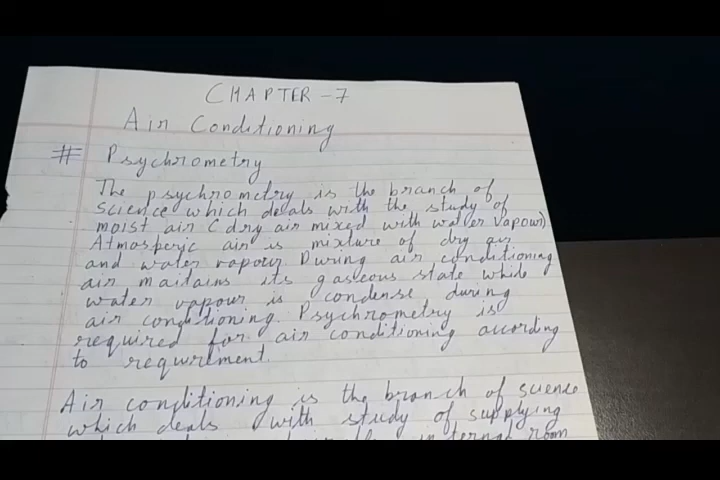 CHAPTER-7
Air Conditioning
# Psychrometry
The psychrometry is the branch of
science which deals with the study of
moist air (dry air mixed with water vapour)
Atmosperic air is mixture of dry air
and water vapour. During air conditioning
air maitains its gaseous state while
water vapour is condense during
air conditioning. Psychrometry is
required for air conditioning according
to requirement.
Air conditioning is the branch of science
which deals with study of supplying
internal room